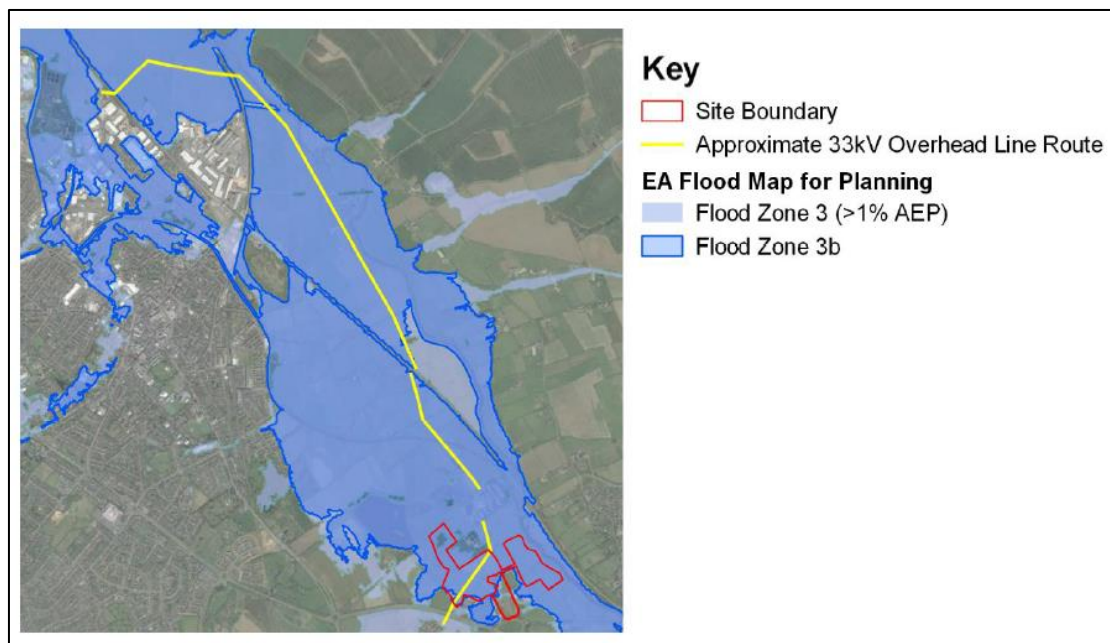 Key
Site Boundary
Approximate 33kV Overhead Line Route
EA Flood Map for Planning
Flood Zone 3 (>1% AEP)
Flood Zone 3b